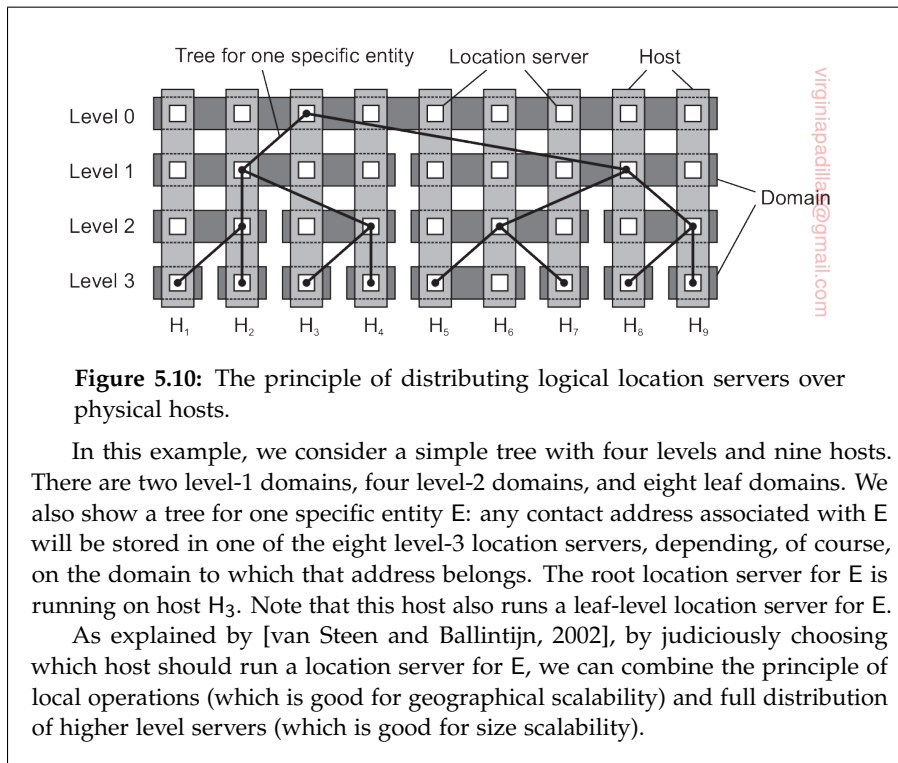 Tree for one specific entity
Location server
Host
Level 0
Level 1
Level 2
Level 3
Domain
H1 H2 H3 H4 H5 H6 H7 H8 H9
virginiapadillas@gmail.com
Figure 5.10: The principle of distributing logical location servers over
physical hosts.
In this example, we consider a simple tree with four levels and nine hosts.
There are two level-1 domains, four level-2 domains, and eight leaf domains. We
also show a tree for one specific entity E: any contact address associated with E
will be stored in one of the eight level-3 location servers, depending, of course,
on the domain to which that address belongs. The root location server for E is
running on host H3. Note that this host also runs a leaf-level location server for E.
As explained by [van Steen and Ballintijn, 2002], by judiciously choosing
which host should run a location server for E, we can combine the principle of
local operations (which is good for geographical scalability) and full distribution
of higher level servers (which is good for size scalability).